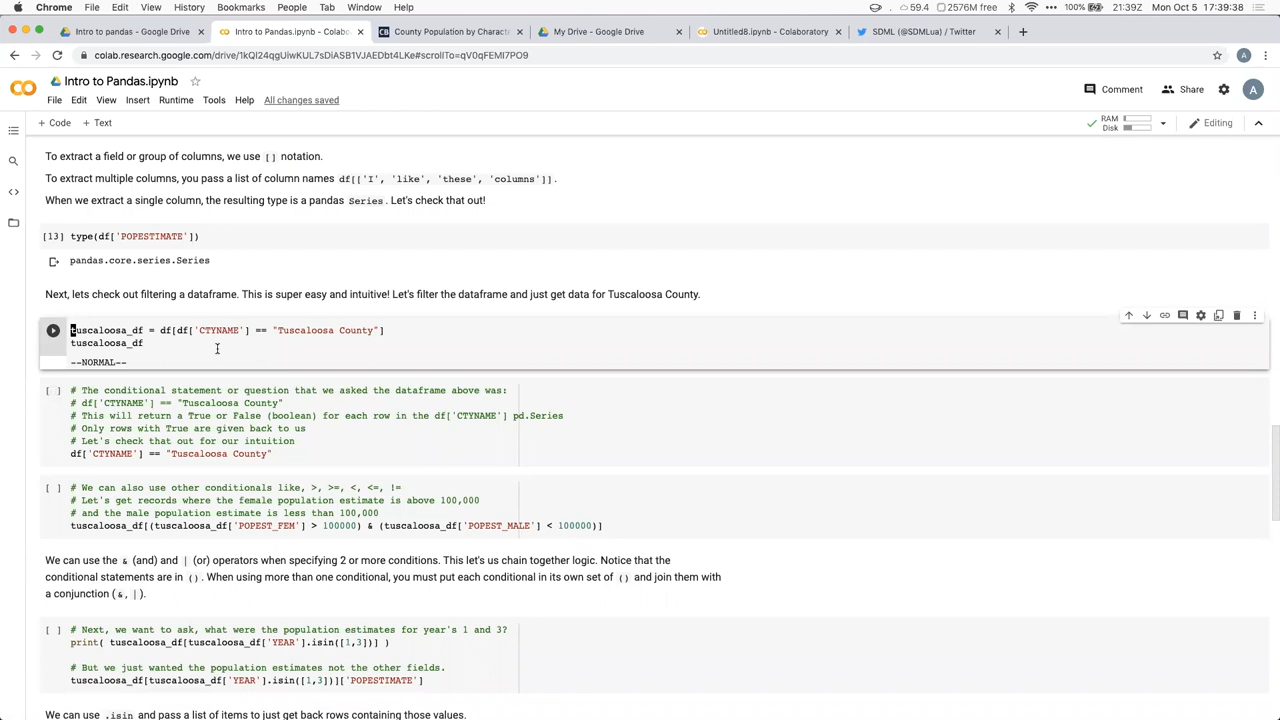 Chrome File Edit View History Bookmarks People Tab Window Help 59.4 2576M free 100% 21:39Z Mon Oct 5 17:39:38
Intro to pandas - Google Drive Intro to Pandas.ipynb - Colabo County Population by Characte My Drive - Google Drive Untitled8.ipynb - Colaboratory SDML (@SDMLua) / Twitter
colab.research.google.com/drive/1kQl24qgUiwKUL7sDiASB1VJAEDbt4LKe#scrollTo=qV0qFEMl7PO9 A
Intro to Pandas.ipynb
File Edit View Insert Runtime Tools Help All changes saved
Comment Share A
+ Code + Text
RAM
Disk
Editing
To extract a field or group of columns, we use [] notation.
To extract multiple columns, you pass a list of column names df[['I', 'like', 'these', 'columns']].
When we extract a single column, the resulting type is a pandas Series. Let's check that out!
[13] type(df['POPESTIMATE'])
pandas.core.series.Series
Next, lets check out filtering a dataframe. This is super easy and intuitive! Let's filter the dataframe and just get data for Tuscaloosa County.
tuscaloosa_df = df[df['CTYNAME'] == "Tuscaloosa County"]
tuscaloosa_df
--NORMAL--
[ ] # The conditional statement or question that we asked the dataframe above was:
# df['CTYNAME'] == "Tuscaloosa County"
# This will return a True or False (boolean) for each row in the df['CTYNAME'] pd.Series
# Only rows with True are given back to us
# Let's check that out for our intuition
df['CTYNAME'] == "Tuscaloosa County"
[ ] # We can also use other conditionals like, >, >=, <, <=, !=
# Let's get records where the female population estimate is above 100,000
# and the male population estimate is less than 100,000
tuscaloosa_df[(tuscaloosa_df['POPEST_FEM'] > 100000) & (tuscaloosa_df['POPEST_MALE'] < 100000)]
We can use the & (and) and | (or) operators when specifying 2 or more conditions. This let's us chain together logic. Notice that the
conditional statements are in (). When using more than one conditional, you must put each conditional in its own set of () and join them with
a conjunction (&, |).
[ ] # Next, we want to ask, what were the population estimates for year's 1 and 3?
print( tuscaloosa_df[tuscaloosa_df['YEAR'].isin([1,3])] )
# But we just wanted the population estimates not the other fields.
tuscaloosa_df[tuscaloosa_df['YEAR'].isin([1,3])]['POPESTIMATE']
We can use .isin and pass a list of items to just get back rows containing those values.